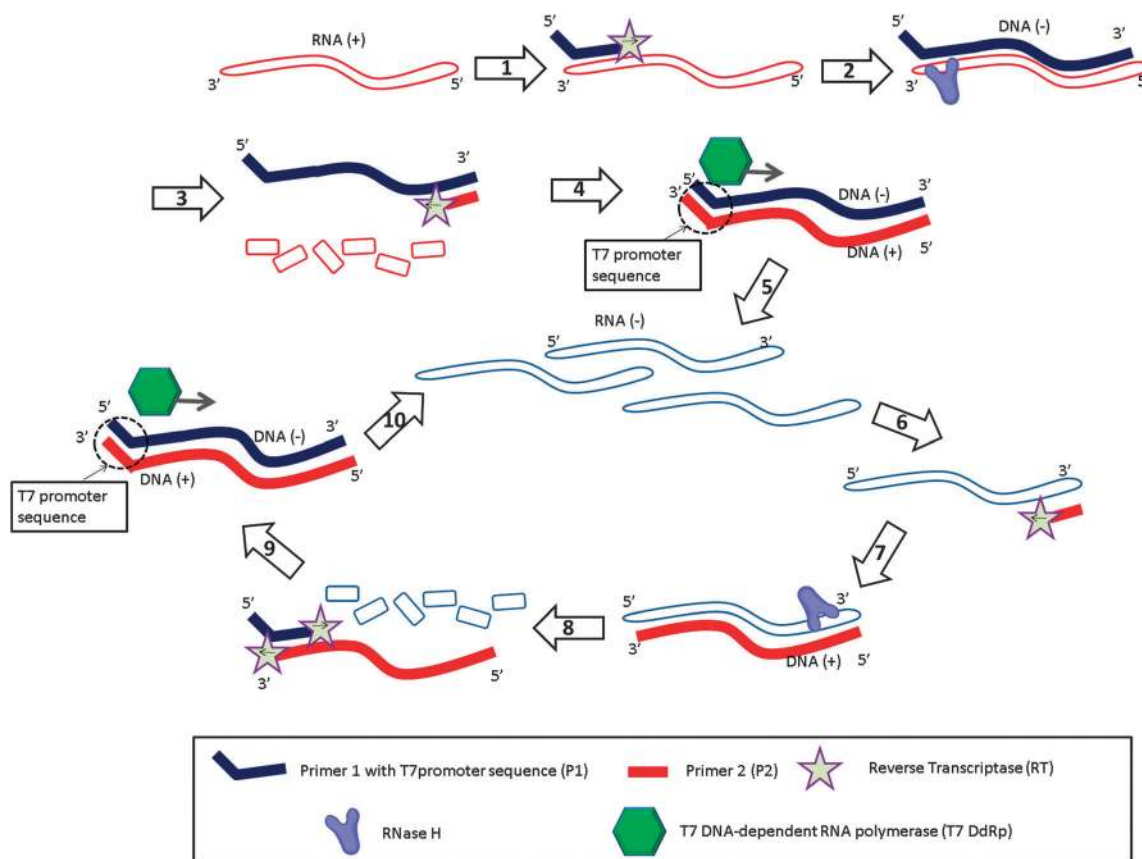 RNA (+)
3'
5'
1
5'
3'
5'
2
5'
DNA (-)
3'
3'
5'
3
5'
3'
4
5'
3'
DNA (-)
3'
DNA (+)
5'
T7 promoter
sequence
5
RNA (-)
5'
3'
10
5'
3'
DNA (-)
3'
DNA (+)
5'
T7 promoter
sequence
6
5'
3'
7
5'
3'
3'
DNA (+)
5'
8
5'
3'
5'
9
Primer 1 with T7promoter sequence (P1)
Primer 2 (P2)
Reverse Transcriptase (RT)
RNase H
T7 DNA-dependent RNA polymerase (T7 DdRp)